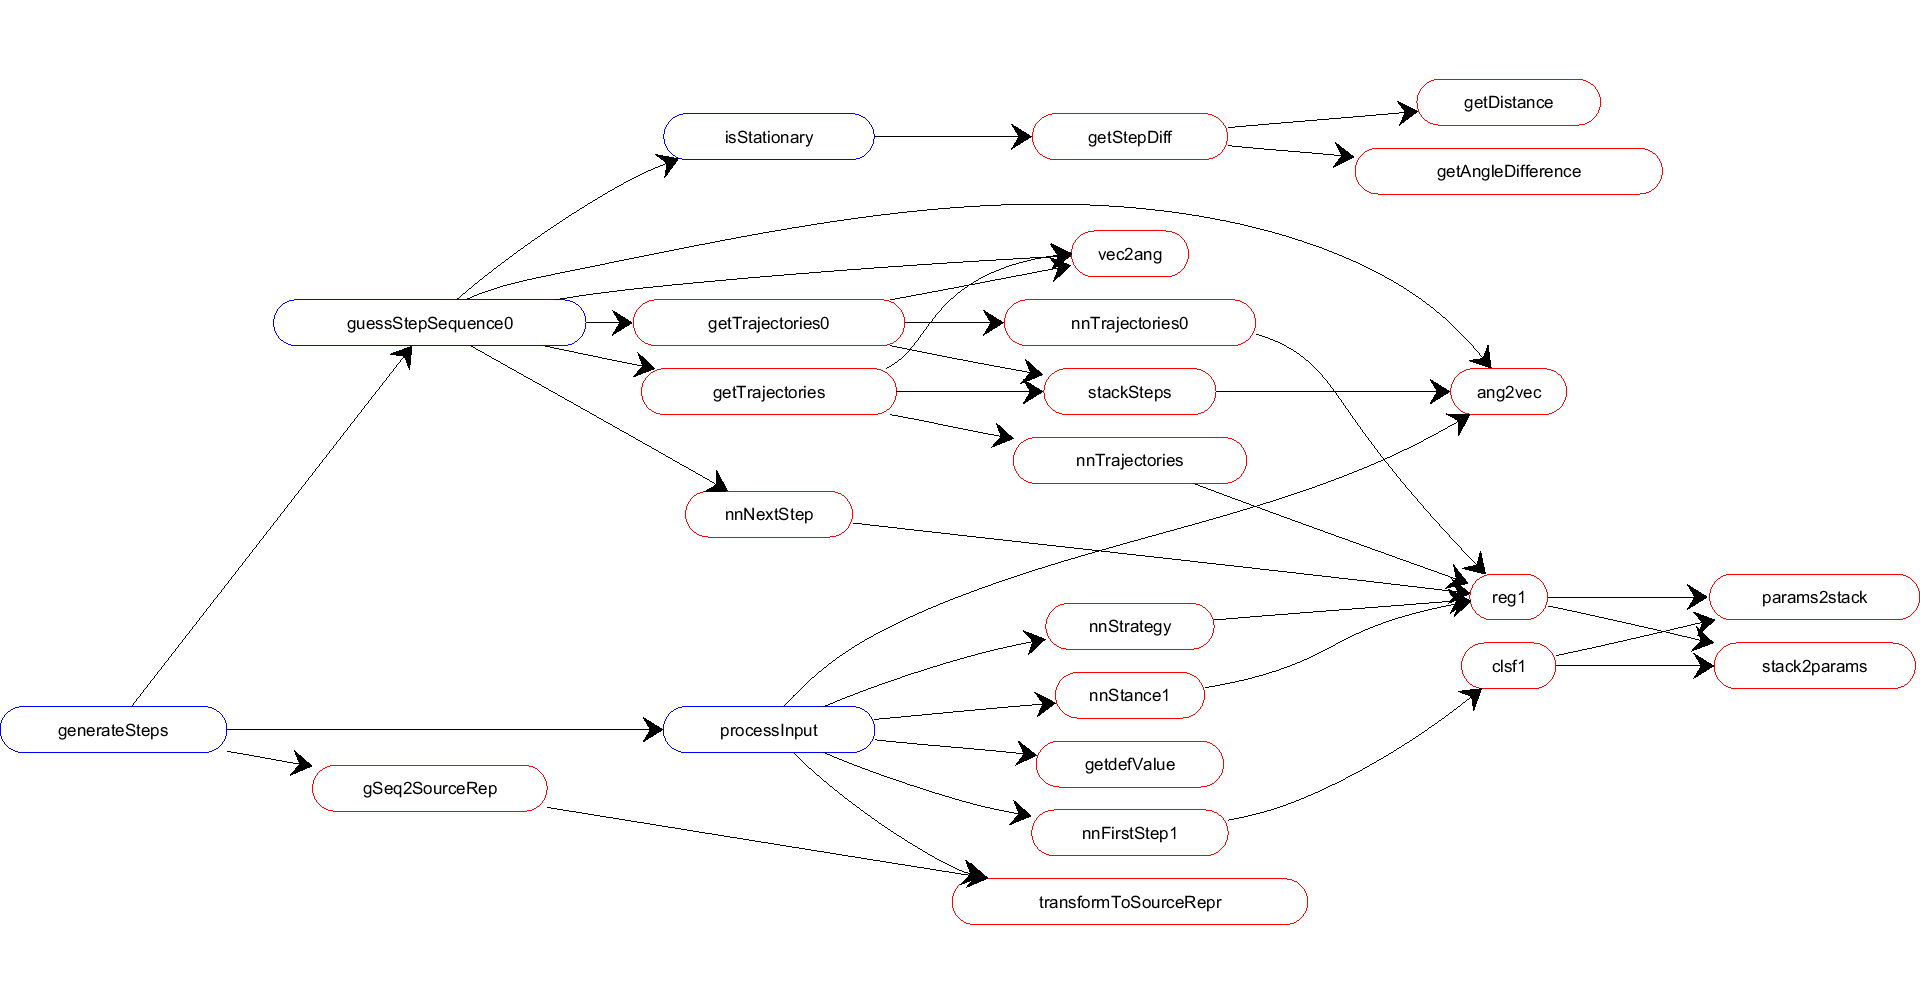 getDistance
isStationary
getStepDiff
getAngleDifference
vec2ang
guessStepSequence0
getTrajectories0
nnTrajectories0
getTrajectories
stackSteps
ang2vec
nnTrajectories
nnNextStep
reg1
params2stack
nnStrategy
clsf1
stack2params
nnStance1
generateSteps
processInput
getdefValue
gSeq2SourceRep
nnFirstStep1
transformToSourceRepr